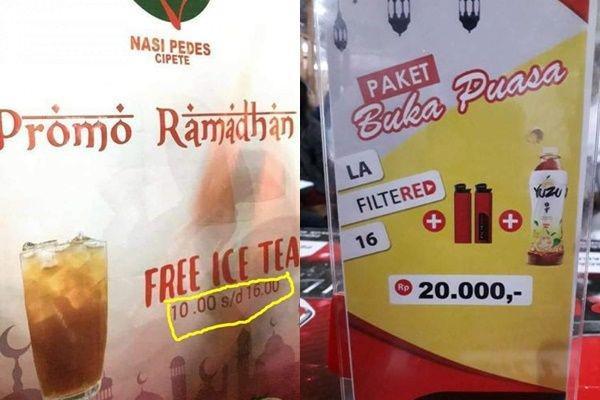 NASI PEDES
CIPETE
Promo Ramadhan
FREE ICE TEA
10.00 s/d 16.00
PAKET
Buka Puasa
LA
FILTERED
16
+
+
YUZU
Rp 20.000,-